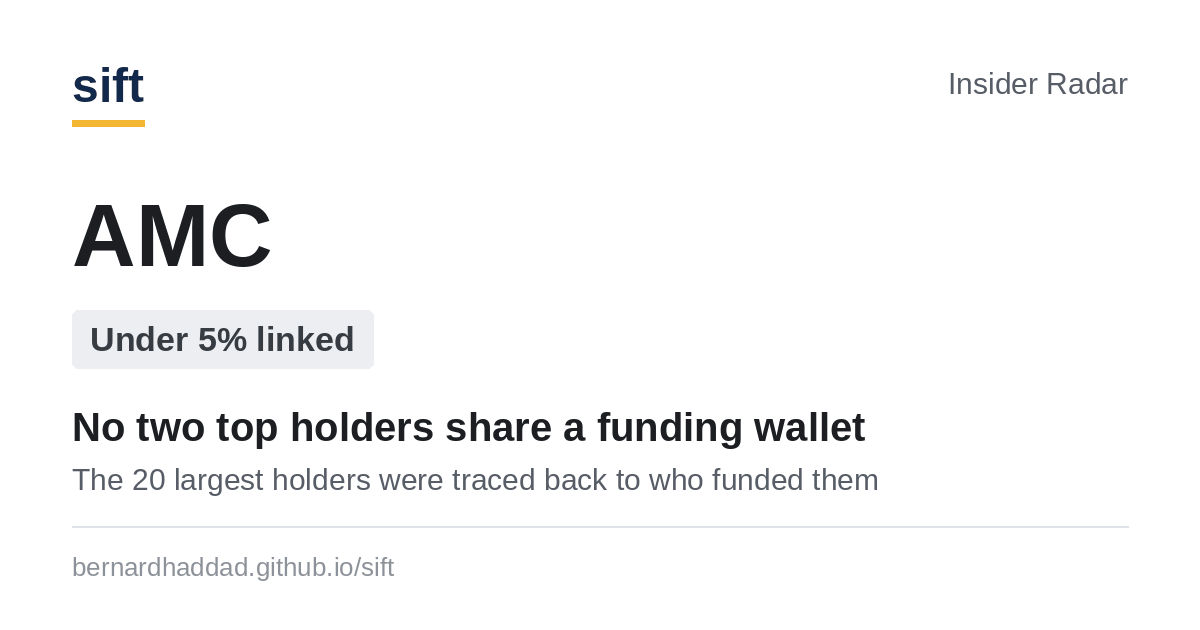 sift
Insider Radar
AMC
Under 5% linked
No two top holders share a funding wallet
The 20 largest holders were traced back to who funded them
bernardhaddad.github.io/sift